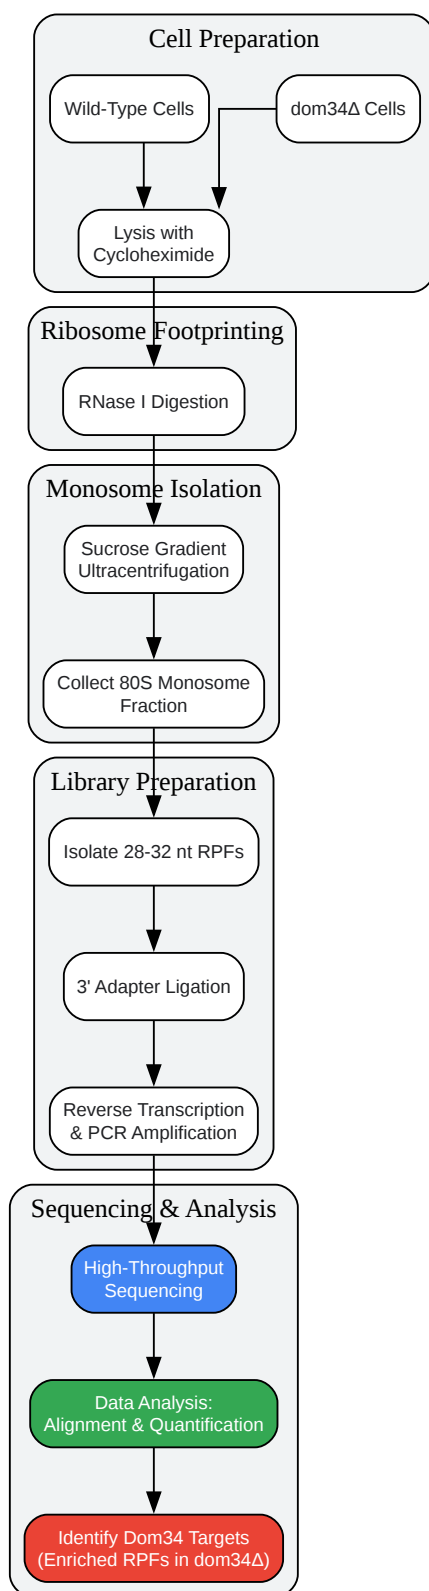 Cell Preparation
Wild-Type Cells
dom34Δ Cells
Lysis with
Cycloheximide
Ribosome Footprinting
RNase I Digestion
Monosome Isolation
Sucrose Gradient
Ultracentrifugation
Collect 80S Monosome
Fraction
Library Preparation
Isolate 28-32 nt RPFs
3' Adapter Ligation
Reverse Transcription
& PCR Amplification
Sequencing & Analysis
High-Throughput
Sequencing
Data Analysis:
Alignment & Quantification
Identify Dom34 Targets
(Enriched RPFs in dom34Δ)